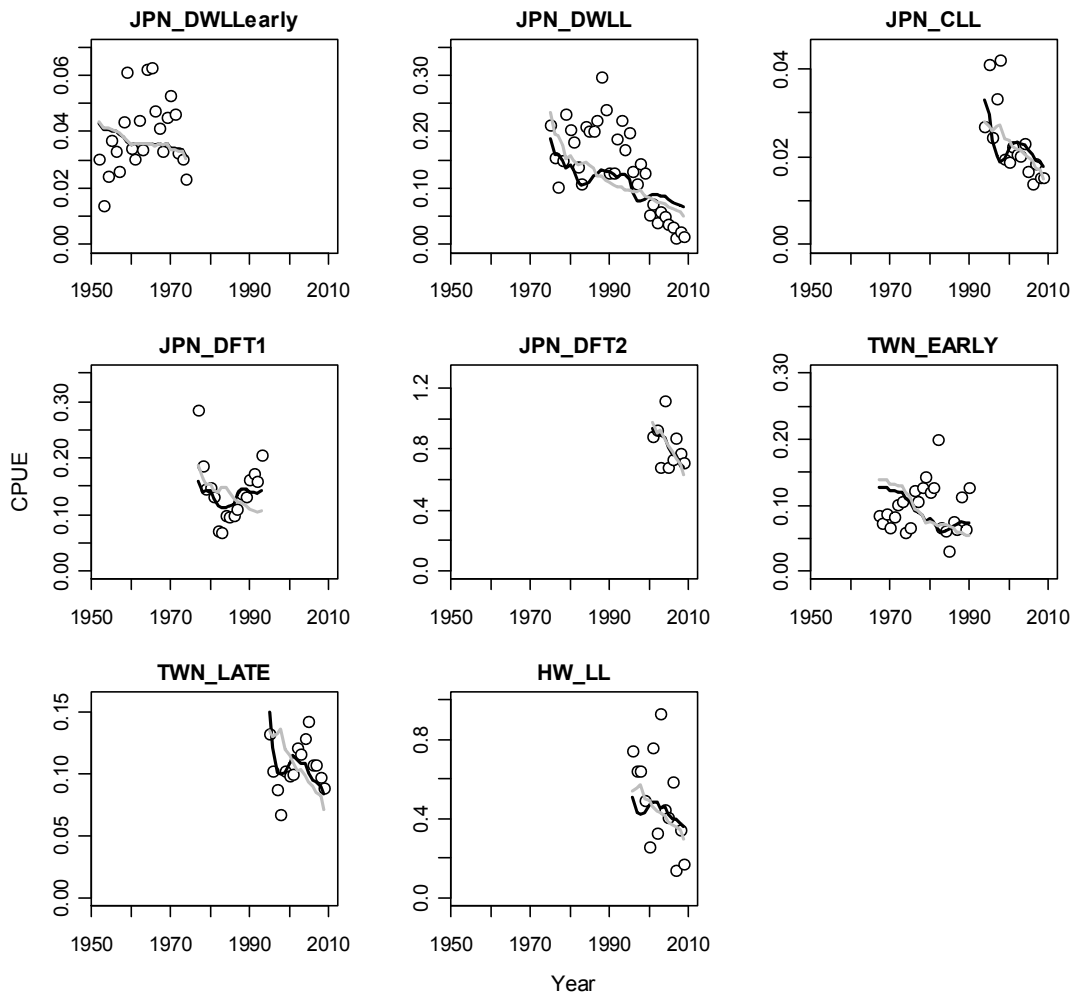 JPN_DWLLearly JPN_DWLL JPN_CLL
0.06 0.30 0.04
0.04 0.20
0.02 0.10 0.02
0.00 0.00 0.00
1950 1970 1990 2010 1950 1970 1990 2010 1950 1970 1990 2010
JPN_DFT1 JPN_DFT2 TWN_EARLY
0.30 1.2 0.30
0.20 0.8 0.20
0.10 0.4 0.10
0.00 0.0 0.00
CPUE
1950 1970 1990 2010 1950 1970 1990 2010 1950 1970 1990 2010
TWN_LATE HW_LL
0.15 0.8
0.10
0.05 0.4
0.00 0.0
1950 1970 1990 2010 1950 1970 1990 2010
Year